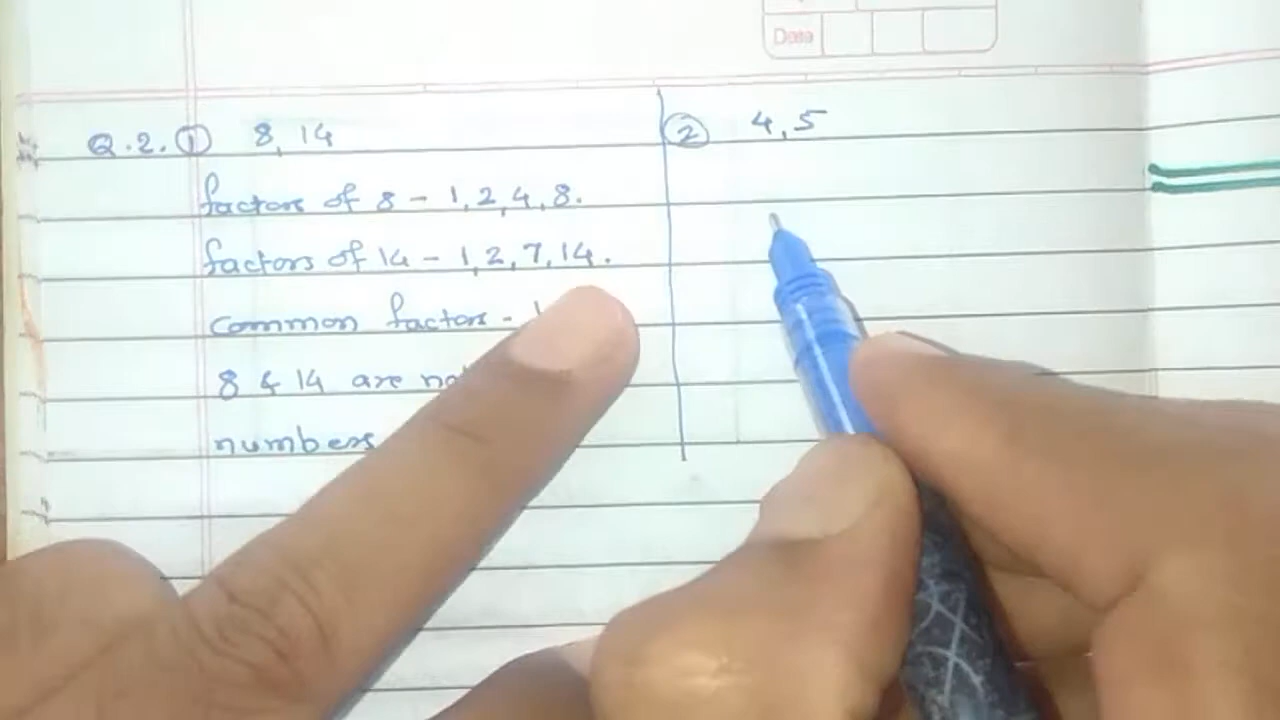 Date
Q.2. ① 8, 14
factors of 8 - 1, 2, 4, 8.
factors of 14 - 1, 2, 7, 14.
Common factors -
8 & 14 are
numbers
② 4, 5